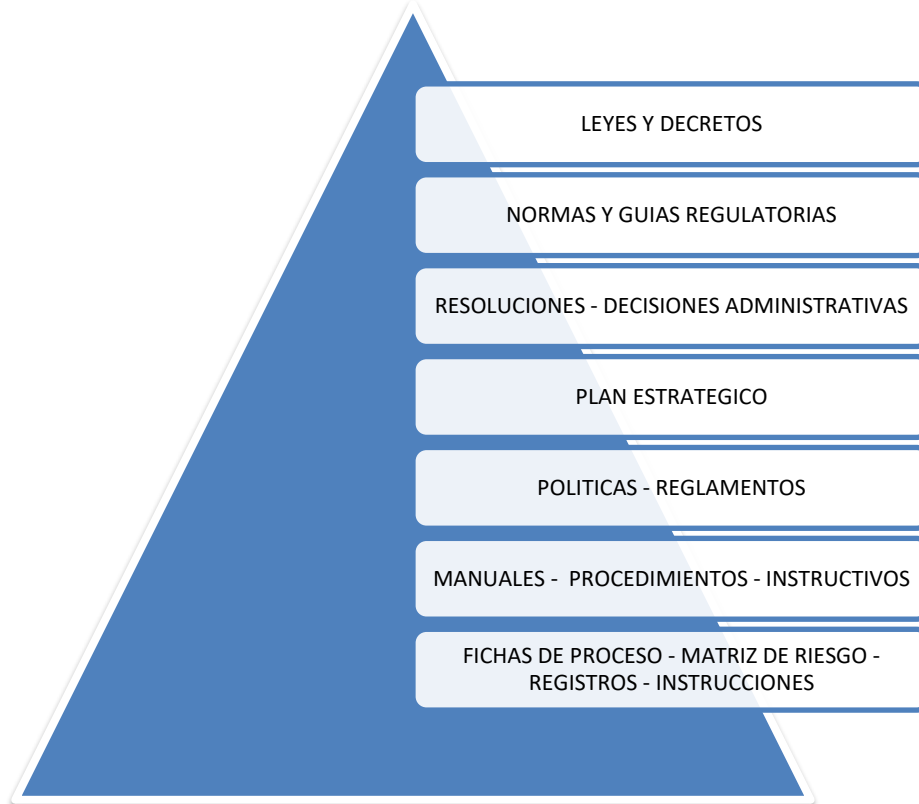 LEYES Y DECRETOS
NORMAS Y GUIAS REGULATORIAS
RESOLUCIONES - DECISIONES ADMINISTRATIVAS
PLAN ESTRATEGICO
POLITICAS - REGLAMENTOS
MANUALES -  PROCEDIMIENTOS - INSTRUCTIVOS
FICHAS DE PROCESO - MATRIZ DE RIESGO -
REGISTROS - INSTRUCCIONES